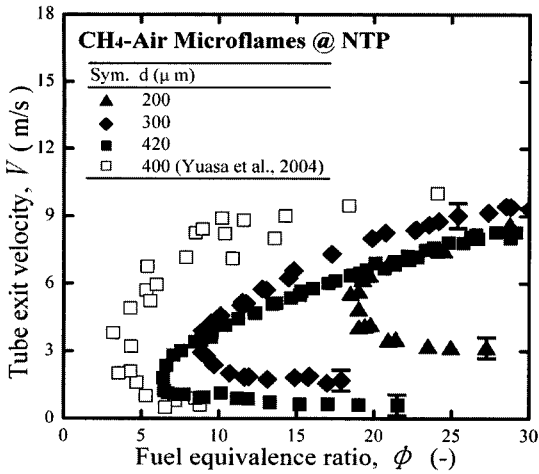 CH4-Air Microflames @ NTP
Sym. d (μ m)
200
300
420
400 (Yuasa et al., 2004)
Tube exit velocity, V ( m/s )
18
15
12
9
6
3
0
0 5 10 15 20 25 30
Fuel equivalence ratio, Φ (-)